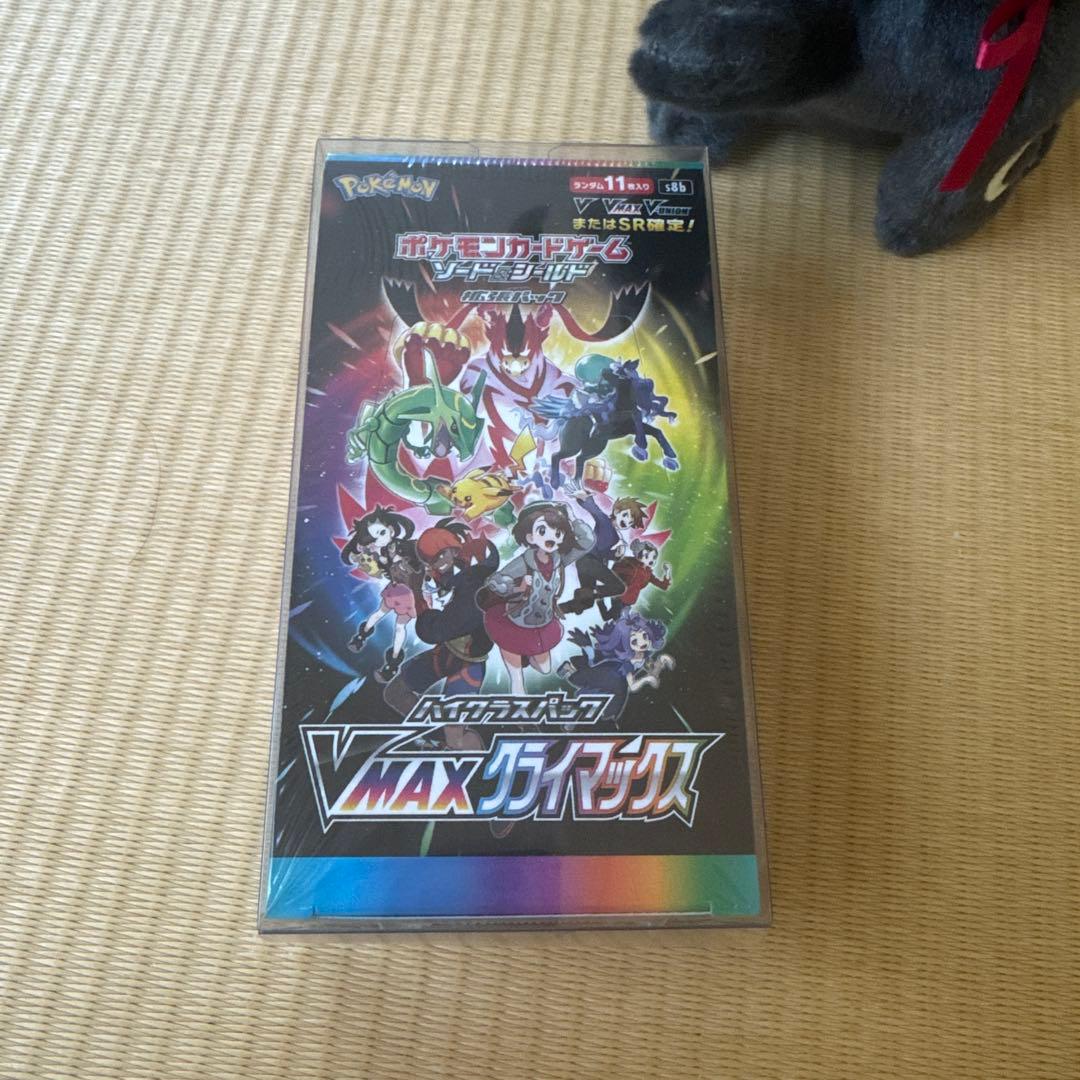 POKéMON
ランダム11枚入り s8b
V VMAX V-UNION
またはSR確定!
ポケモンカードゲーム
ソード&シールド
拡張パック
ハイクラスパック
VMAXクライマックス